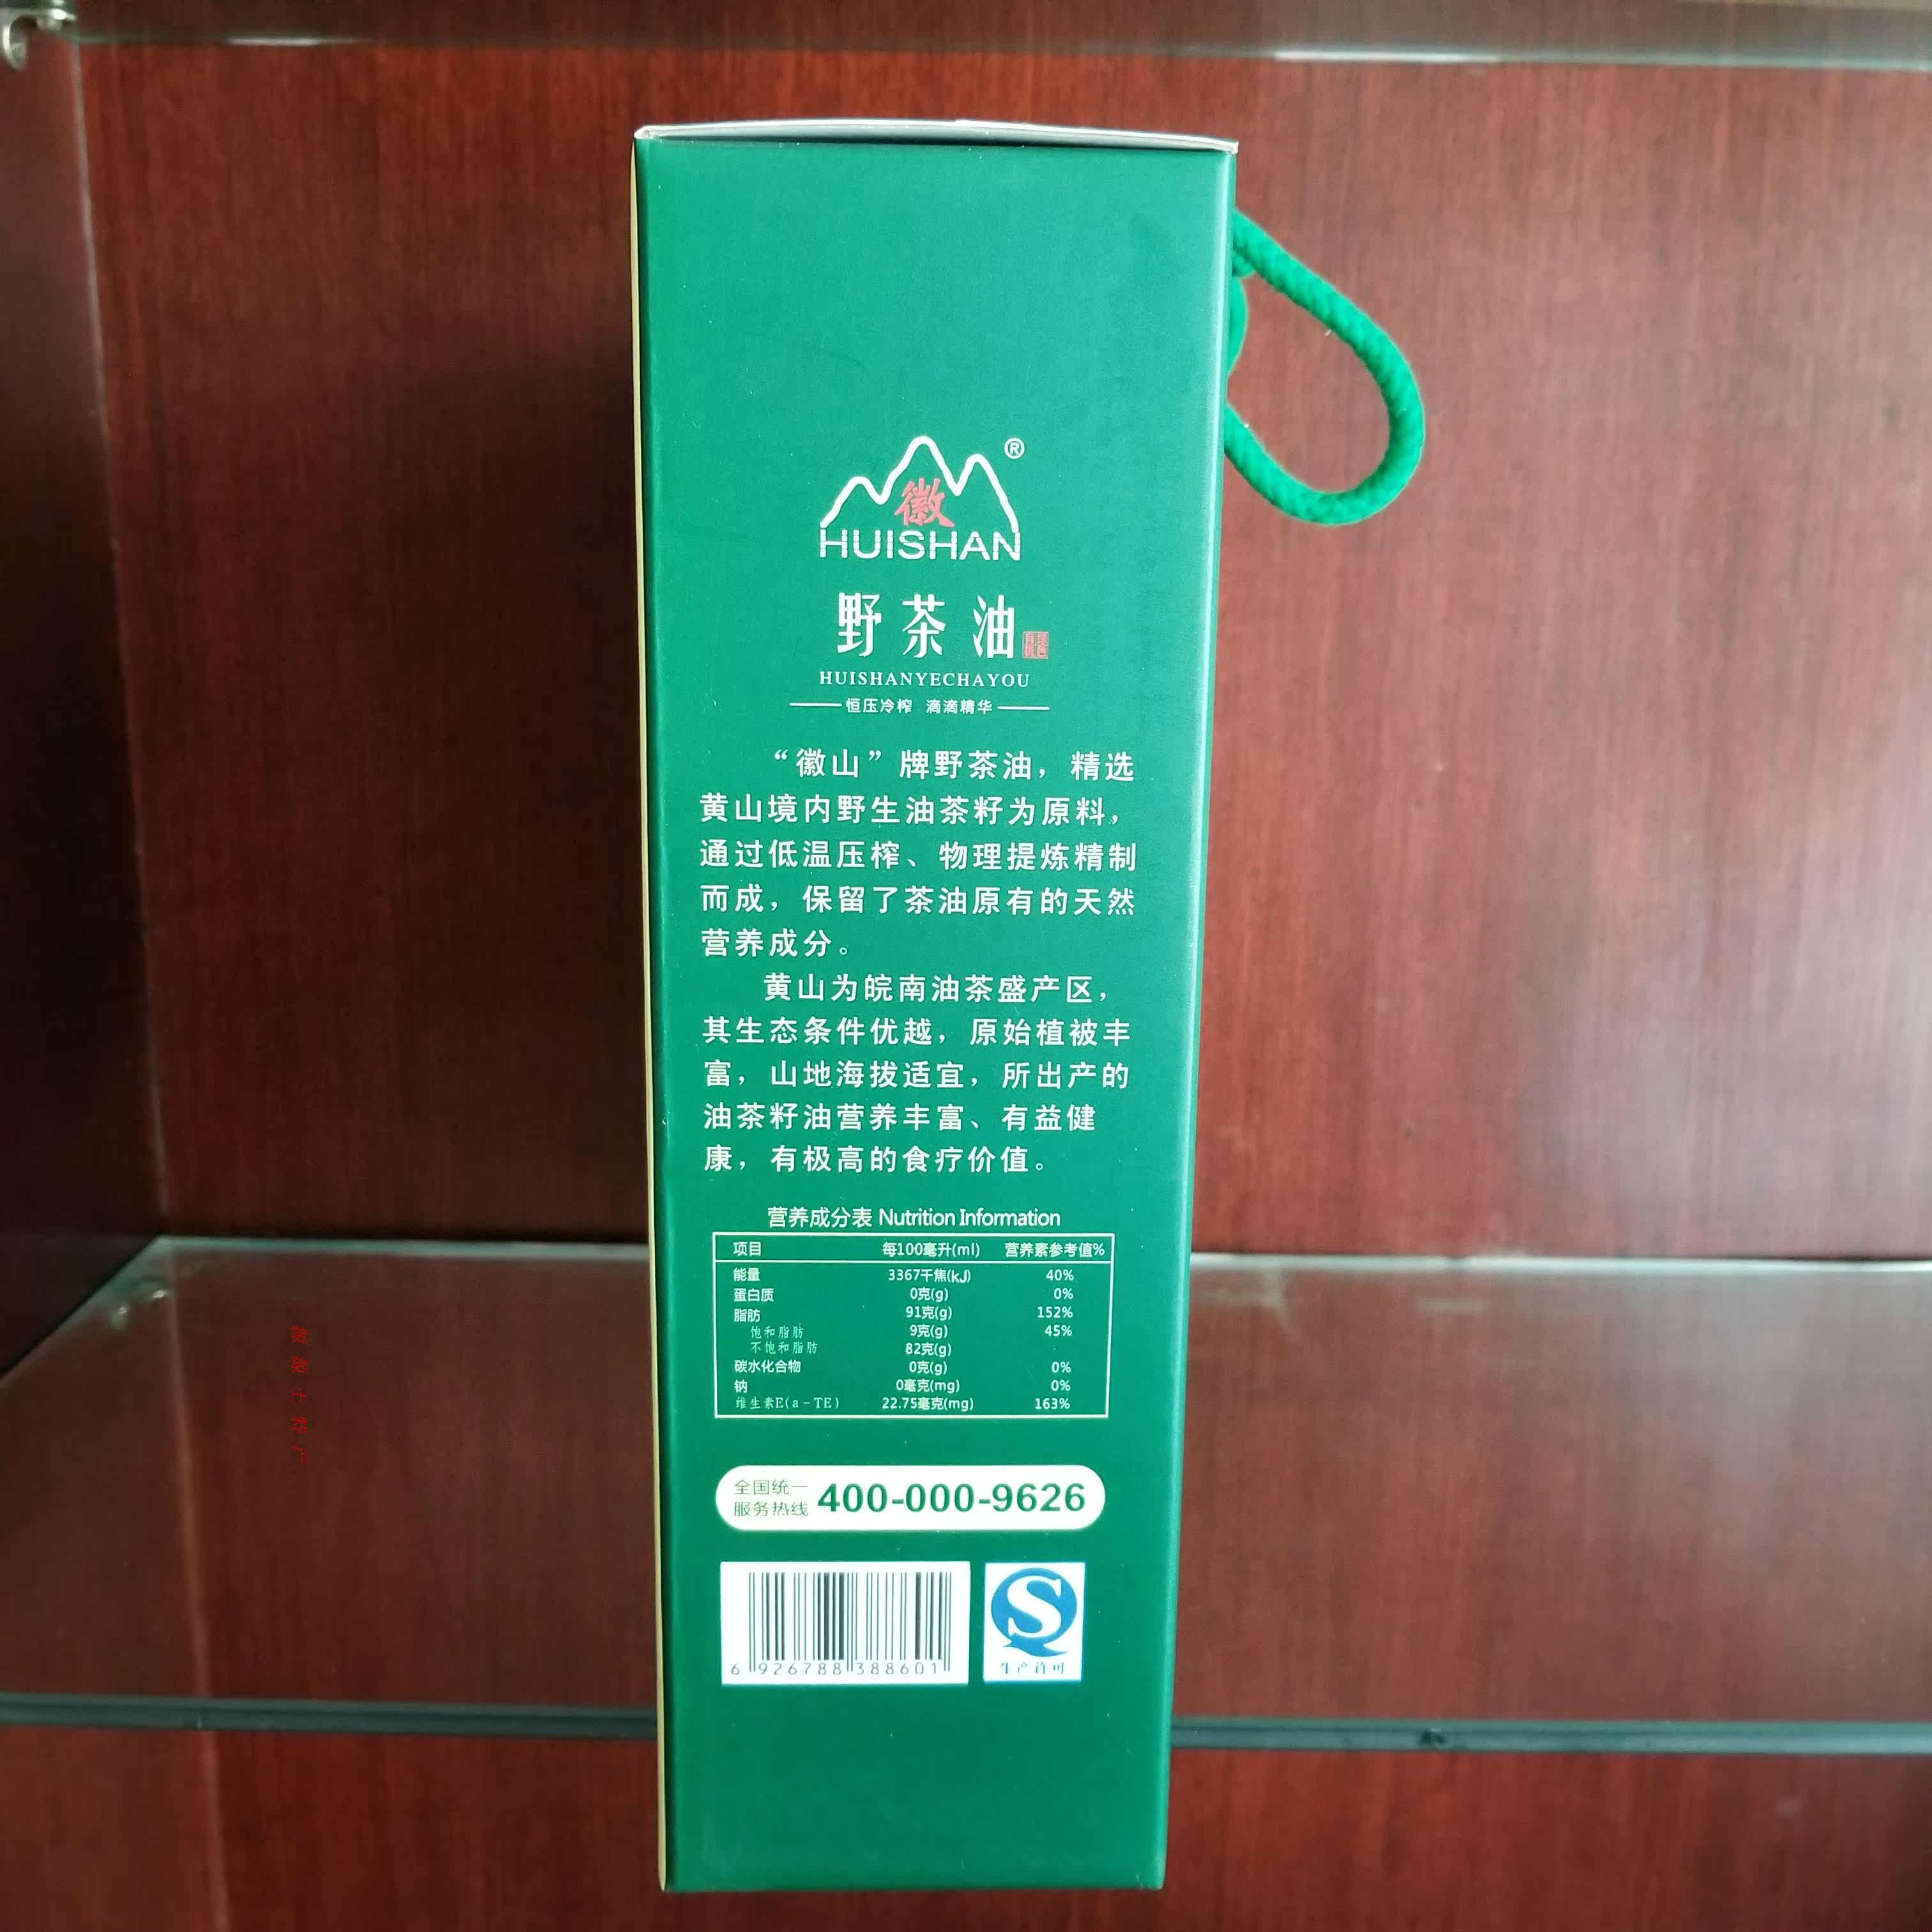 徽
®
HUISHAN
野茶油
HUISHANYECHAYOU
恒压冷榨 滴滴精华
“徽山”牌野茶油，精选
黄山境内野生油茶籽为原料，
通过低温压榨、物理提炼精制
而成，保留了茶油原有的天然
营养成分。
黄山为皖南油茶盛产区，
其生态条件优越，原始植被丰
富，山地海拔适宜，所出产的
油茶籽油营养丰富、有益健
康，有极高的食疗价值。
营养成分表 Nutrition Information
项目 每100毫升(ml) 营养素参考值%
能量 3367千焦(kJ) 40%
蛋白质 0克(g) 0%
脂肪 91克(g) 152%
饱和脂肪 9克(g) 45%
不饱和脂肪 82克(g)
碳水化合物 0克(g) 0%
钠 0毫克(mg) 0%
维生素E(a-TE) 22.75毫克(mg) 163%
全国统一
服务热线 400-000-9626
6 926788 388601
生产许可
土特产